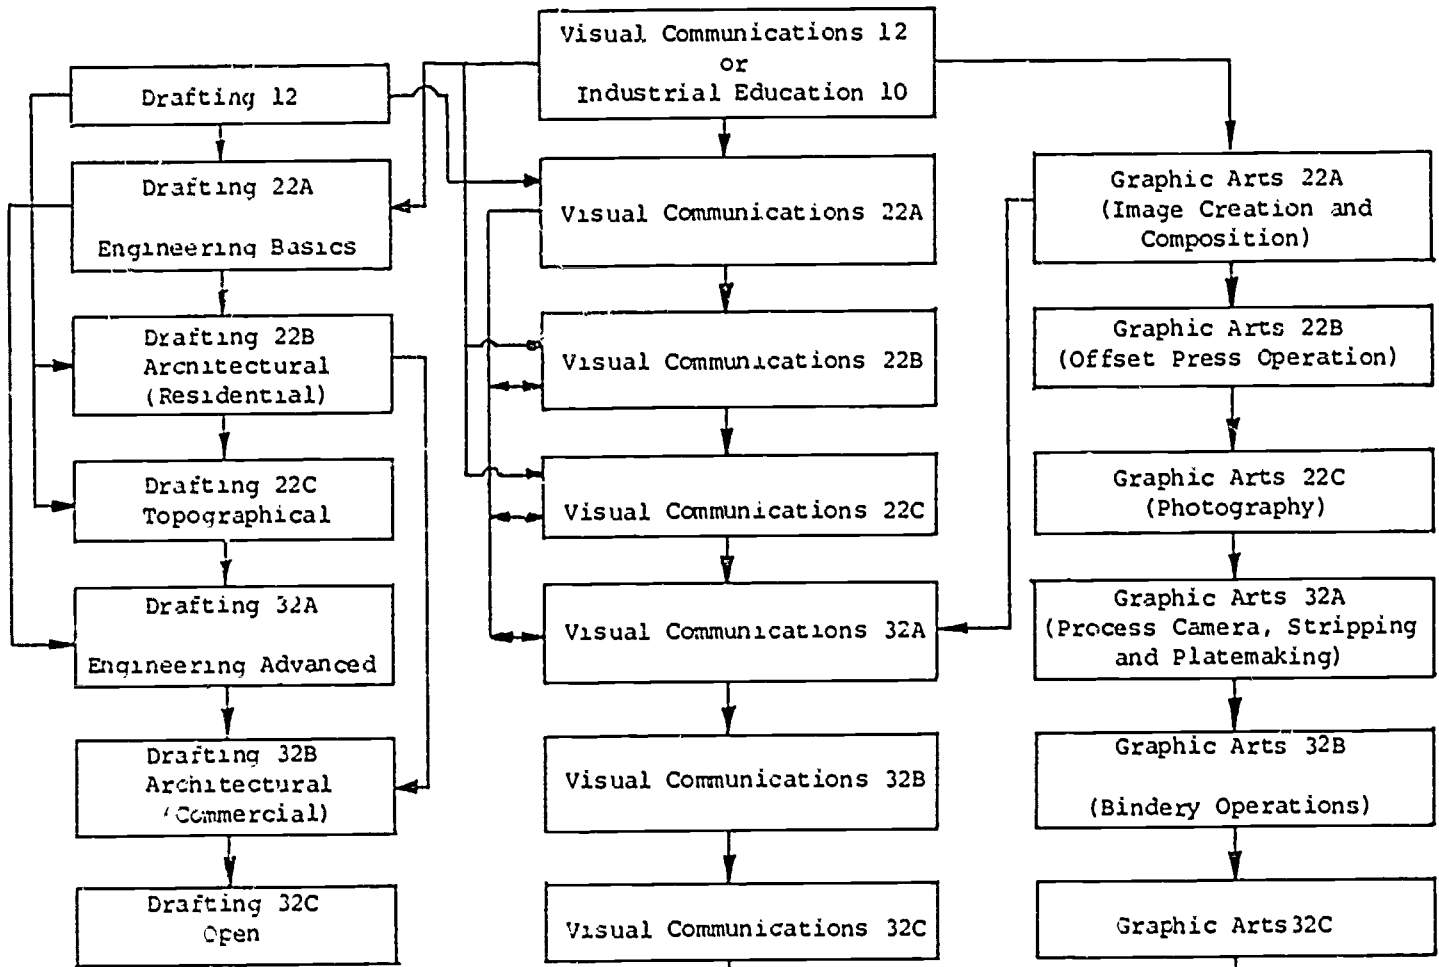 Visual Communications 12
or
Industrial Education 10
Drafting 12
Drafting 22A
Engineering Basics
Drafting 22B
Architectural
(Residential)
Drafting 22C
Topographical
Drafting 32A
Engineering Advanced
Drafting 32B
Architectural
(Commercial)
Drafting 32C
Open
Visual Communications 22A
Visual Communications 22B
Visual Communications 22C
Visual Communications 32A
Visual Communications 32B
Visual Communications 32C
Graphic Arts 22A
(Image Creation and
Composition)
Graphic Arts 22B
(Offset Press Operation)
Graphic Arts 22C
(Photography)
Graphic Arts 32A
(Process Camera, Stripping
and Platemaking)
Graphic Arts 32B
(Bindery Operations)
Graphic Arts 32C